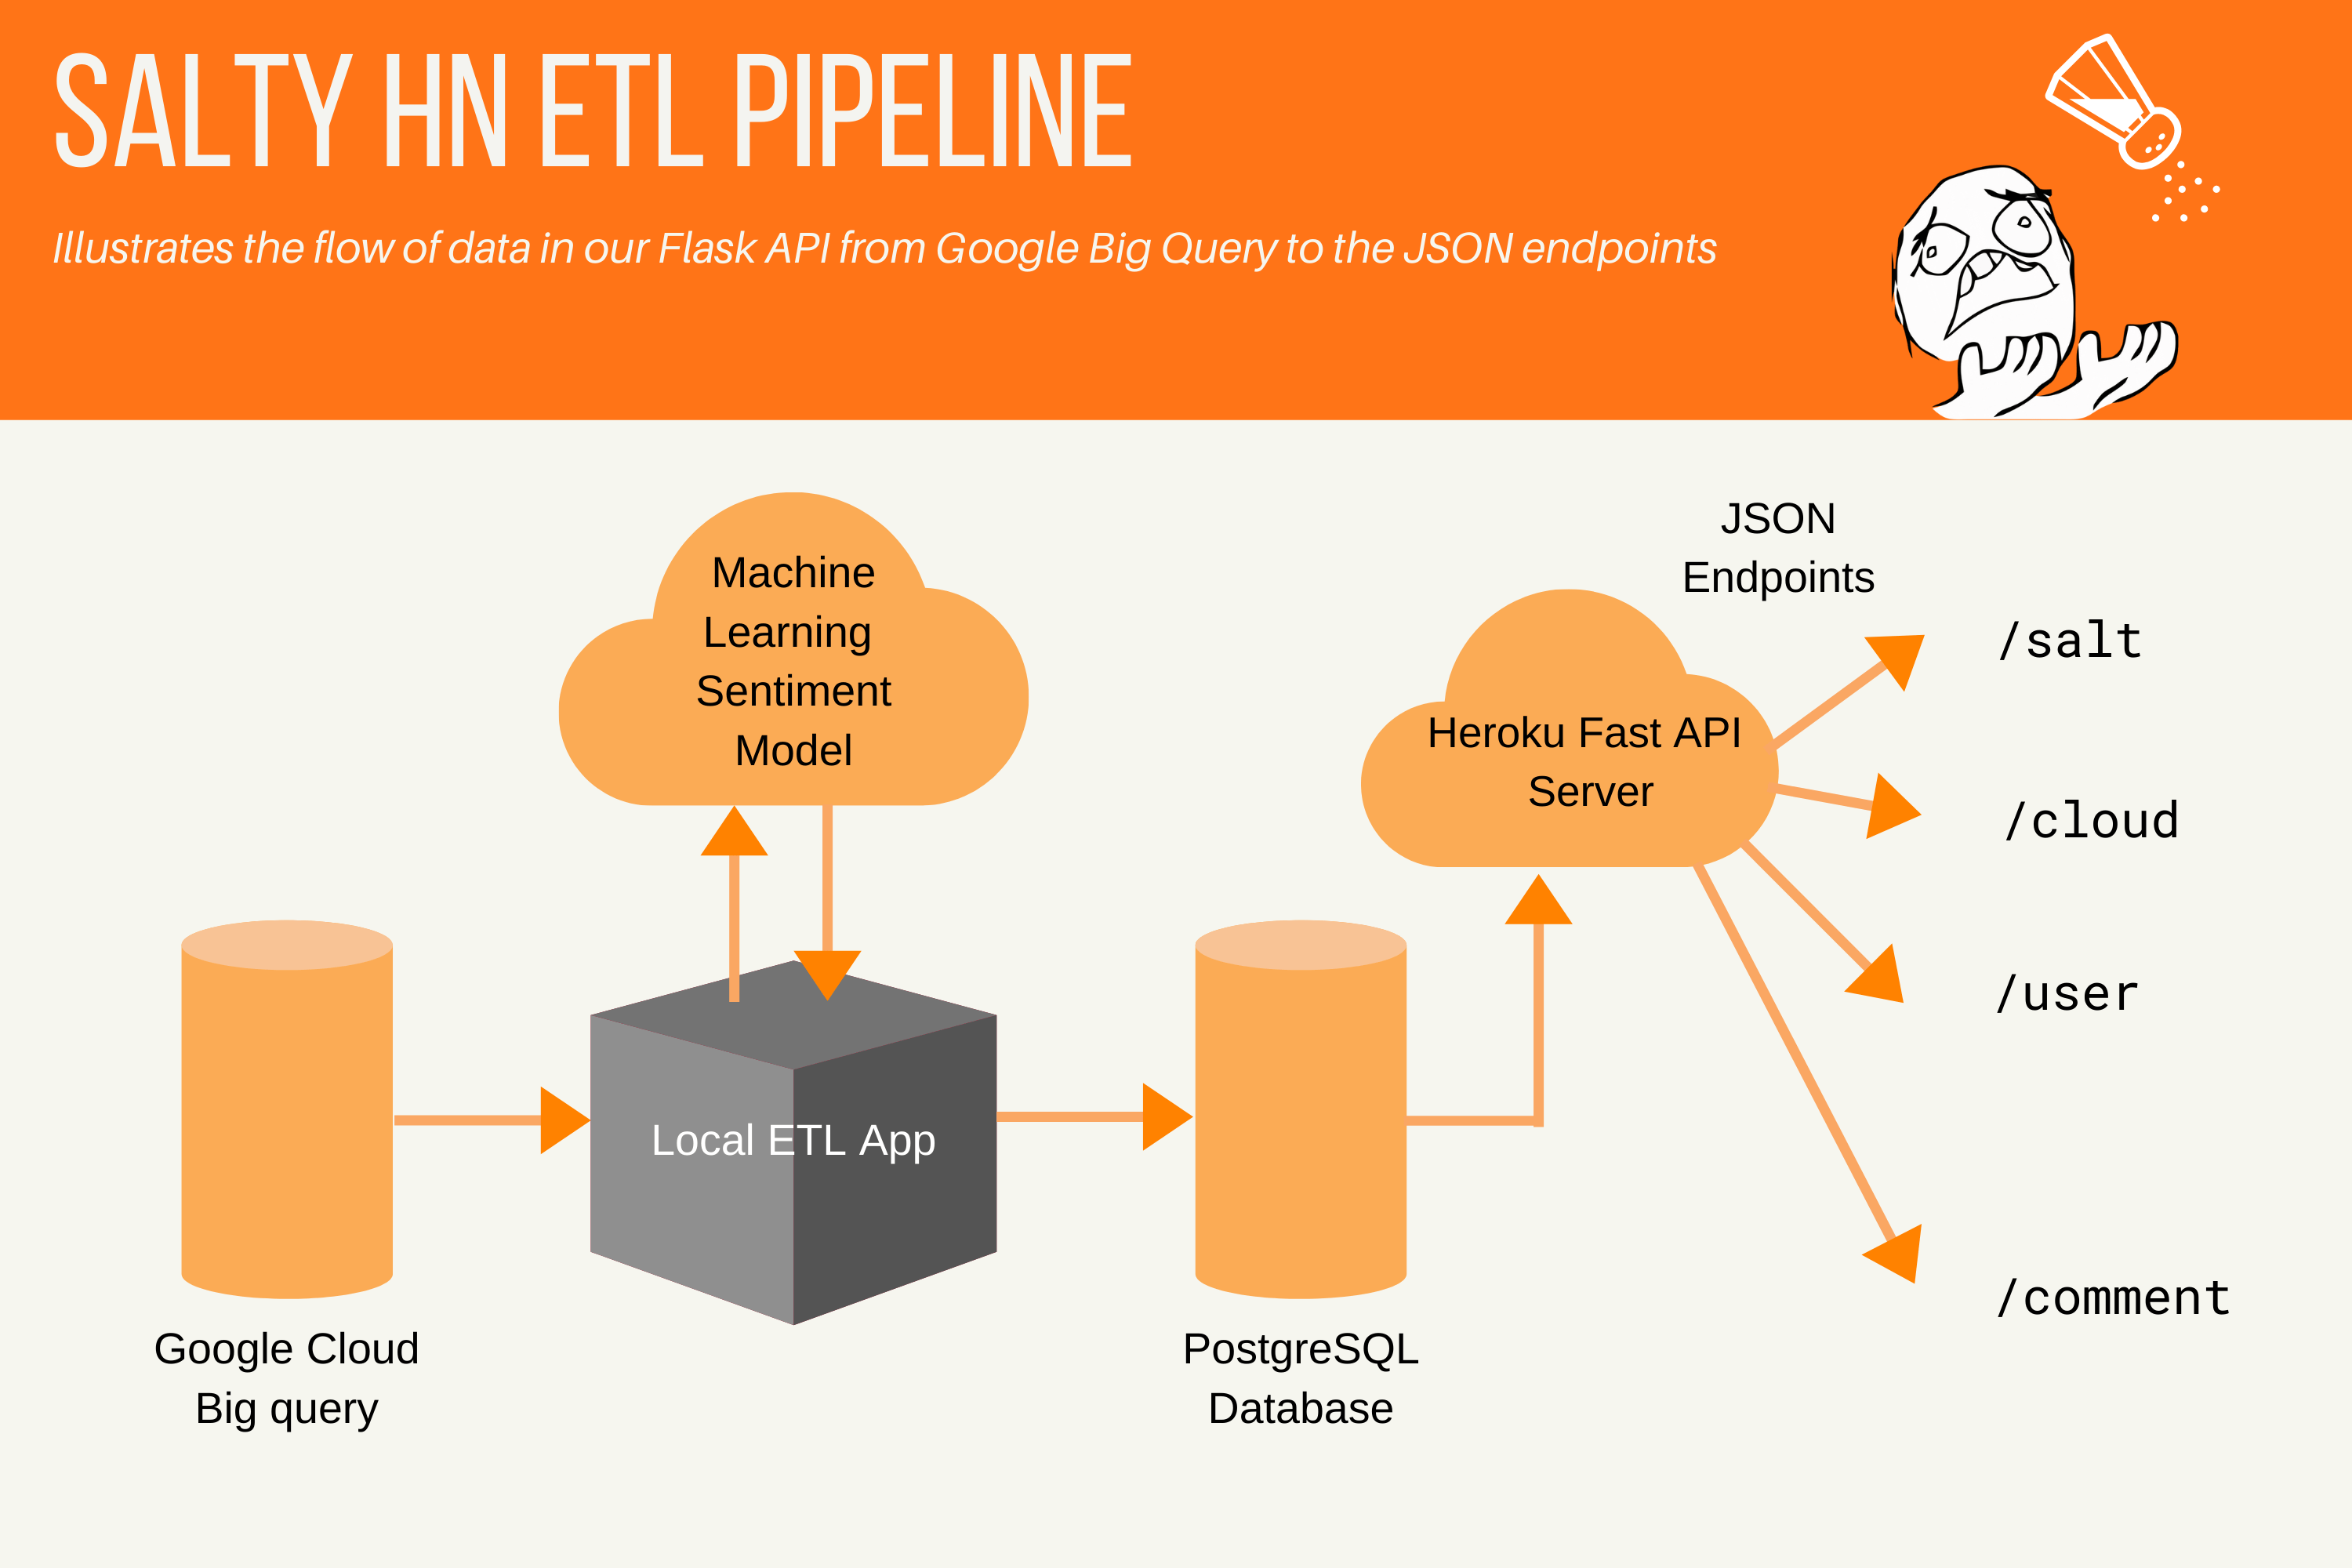 SALTY HN ETL PIPELINE
Illustrates the flow of data in our Flask API from Google Big Query to the JSON endpoints
Machine
Learning
Sentiment
Model
JSON
Endpoints
Heroku Fast API
Server
/salt
/cloud
/user
/comment
Local ETL App
Google Cloud
Big query
PostgreSQL
Database